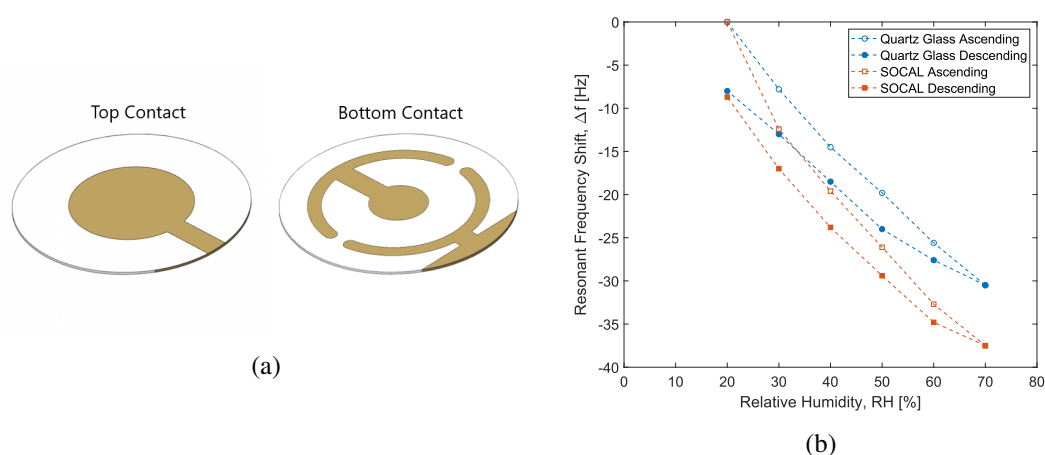 Top Contact
Bottom Contact
(a)
0
-5
-10
-15
-20
-25
-30
-35
-40
Resonant Frequency Shift, Δf [Hz]
Quartz Glass Ascending
Quartz Glass Descending
SOCAL Ascending
SOCAL Descending
0 10 20 30 40 50 60 70 80
Relative Humidity, RH [%]
(b)